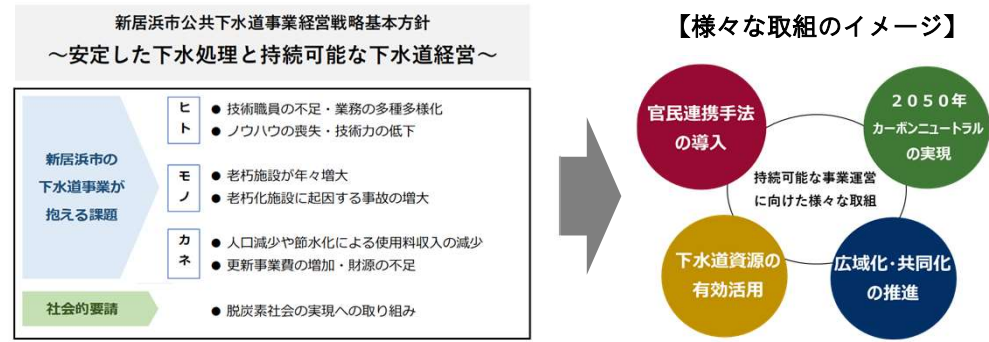 新居浜市公共下水道事業経営戦略基本方針
～安定した下水処理と持続可能な下水道経営～
新居浜市の
下水道事業が
抱える課題
ヒト
● 技術職員の不足・業務の多種多様化
● ノウハウの喪失・技術力の低下
モノ
● 老朽施設が年々増大
● 老朽化施設に起因する事故の増大
カネ
● 人口減少や節水化による使用料収入の減少
● 更新事業費の増加・財源の不足
社会的要請
● 脱炭素社会の実現への取り組み
【様々な取組のイメージ】
官民連携手法
の導入
２０５０年
カーボンニュートラル
の実現
持続可能な事業運営
に向けた様々な取組
下水道資源の
有効活用
広域化・共同化
の推進